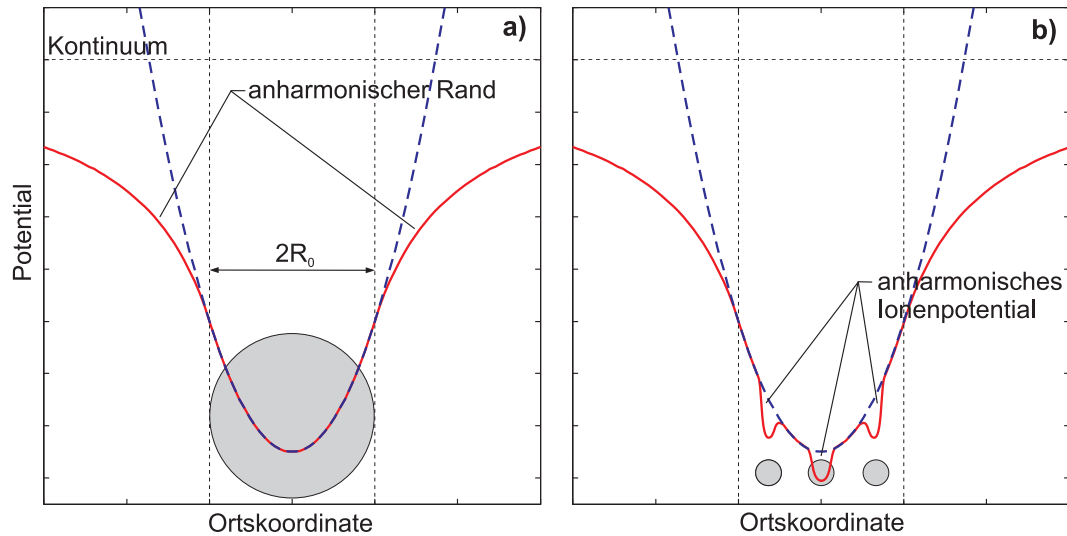 a)
Kontinuum
anharmonischer Rand
Potential
2R₀
Ortskoordinate
b)
anharmonisches
Ionenpotential
Ortskoordinate